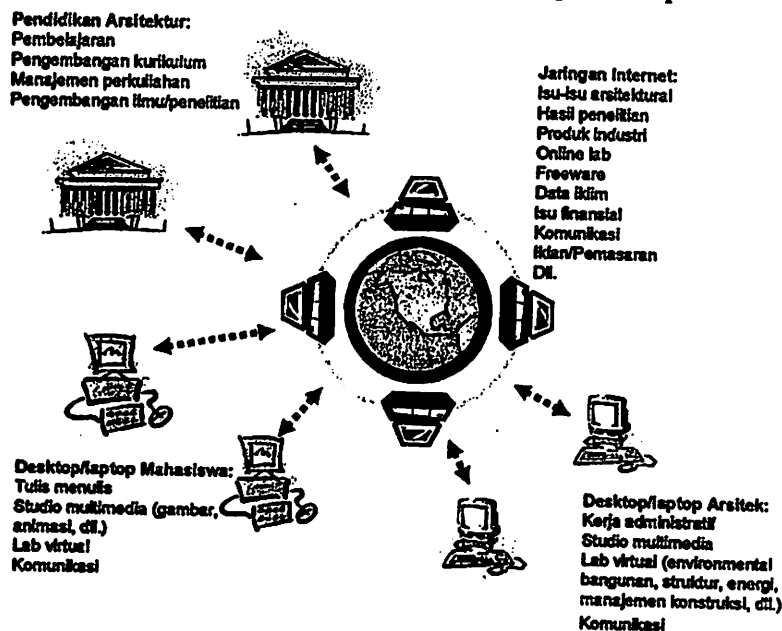 Pendidikan Arsitektur:
Pembelajaran
Pengembangan kurikulum
Manajemen perkuliahan
Pengembangan ilmu/penelitian
Jaringan Internet:
Isu-isu arsitektural
Hasil penelitian
Produk industri
Online lab
Freeware
Data iklim
Isu finansial
Komunikasi
Iklan/Pemasaran
Dll.
Desktop/laptop Mahasiswa:
Tulis menulis
Studio multimedia (gambar,
animasi, dll.)
Lab virtual
Komunikasi
Desktop/laptop Arsitek:
Kerja administratif
Studio multimedia
Lab virtual (environmental
bangunan, struktur, energi,
manajemen konstruksi, dll.)
Komunikasi